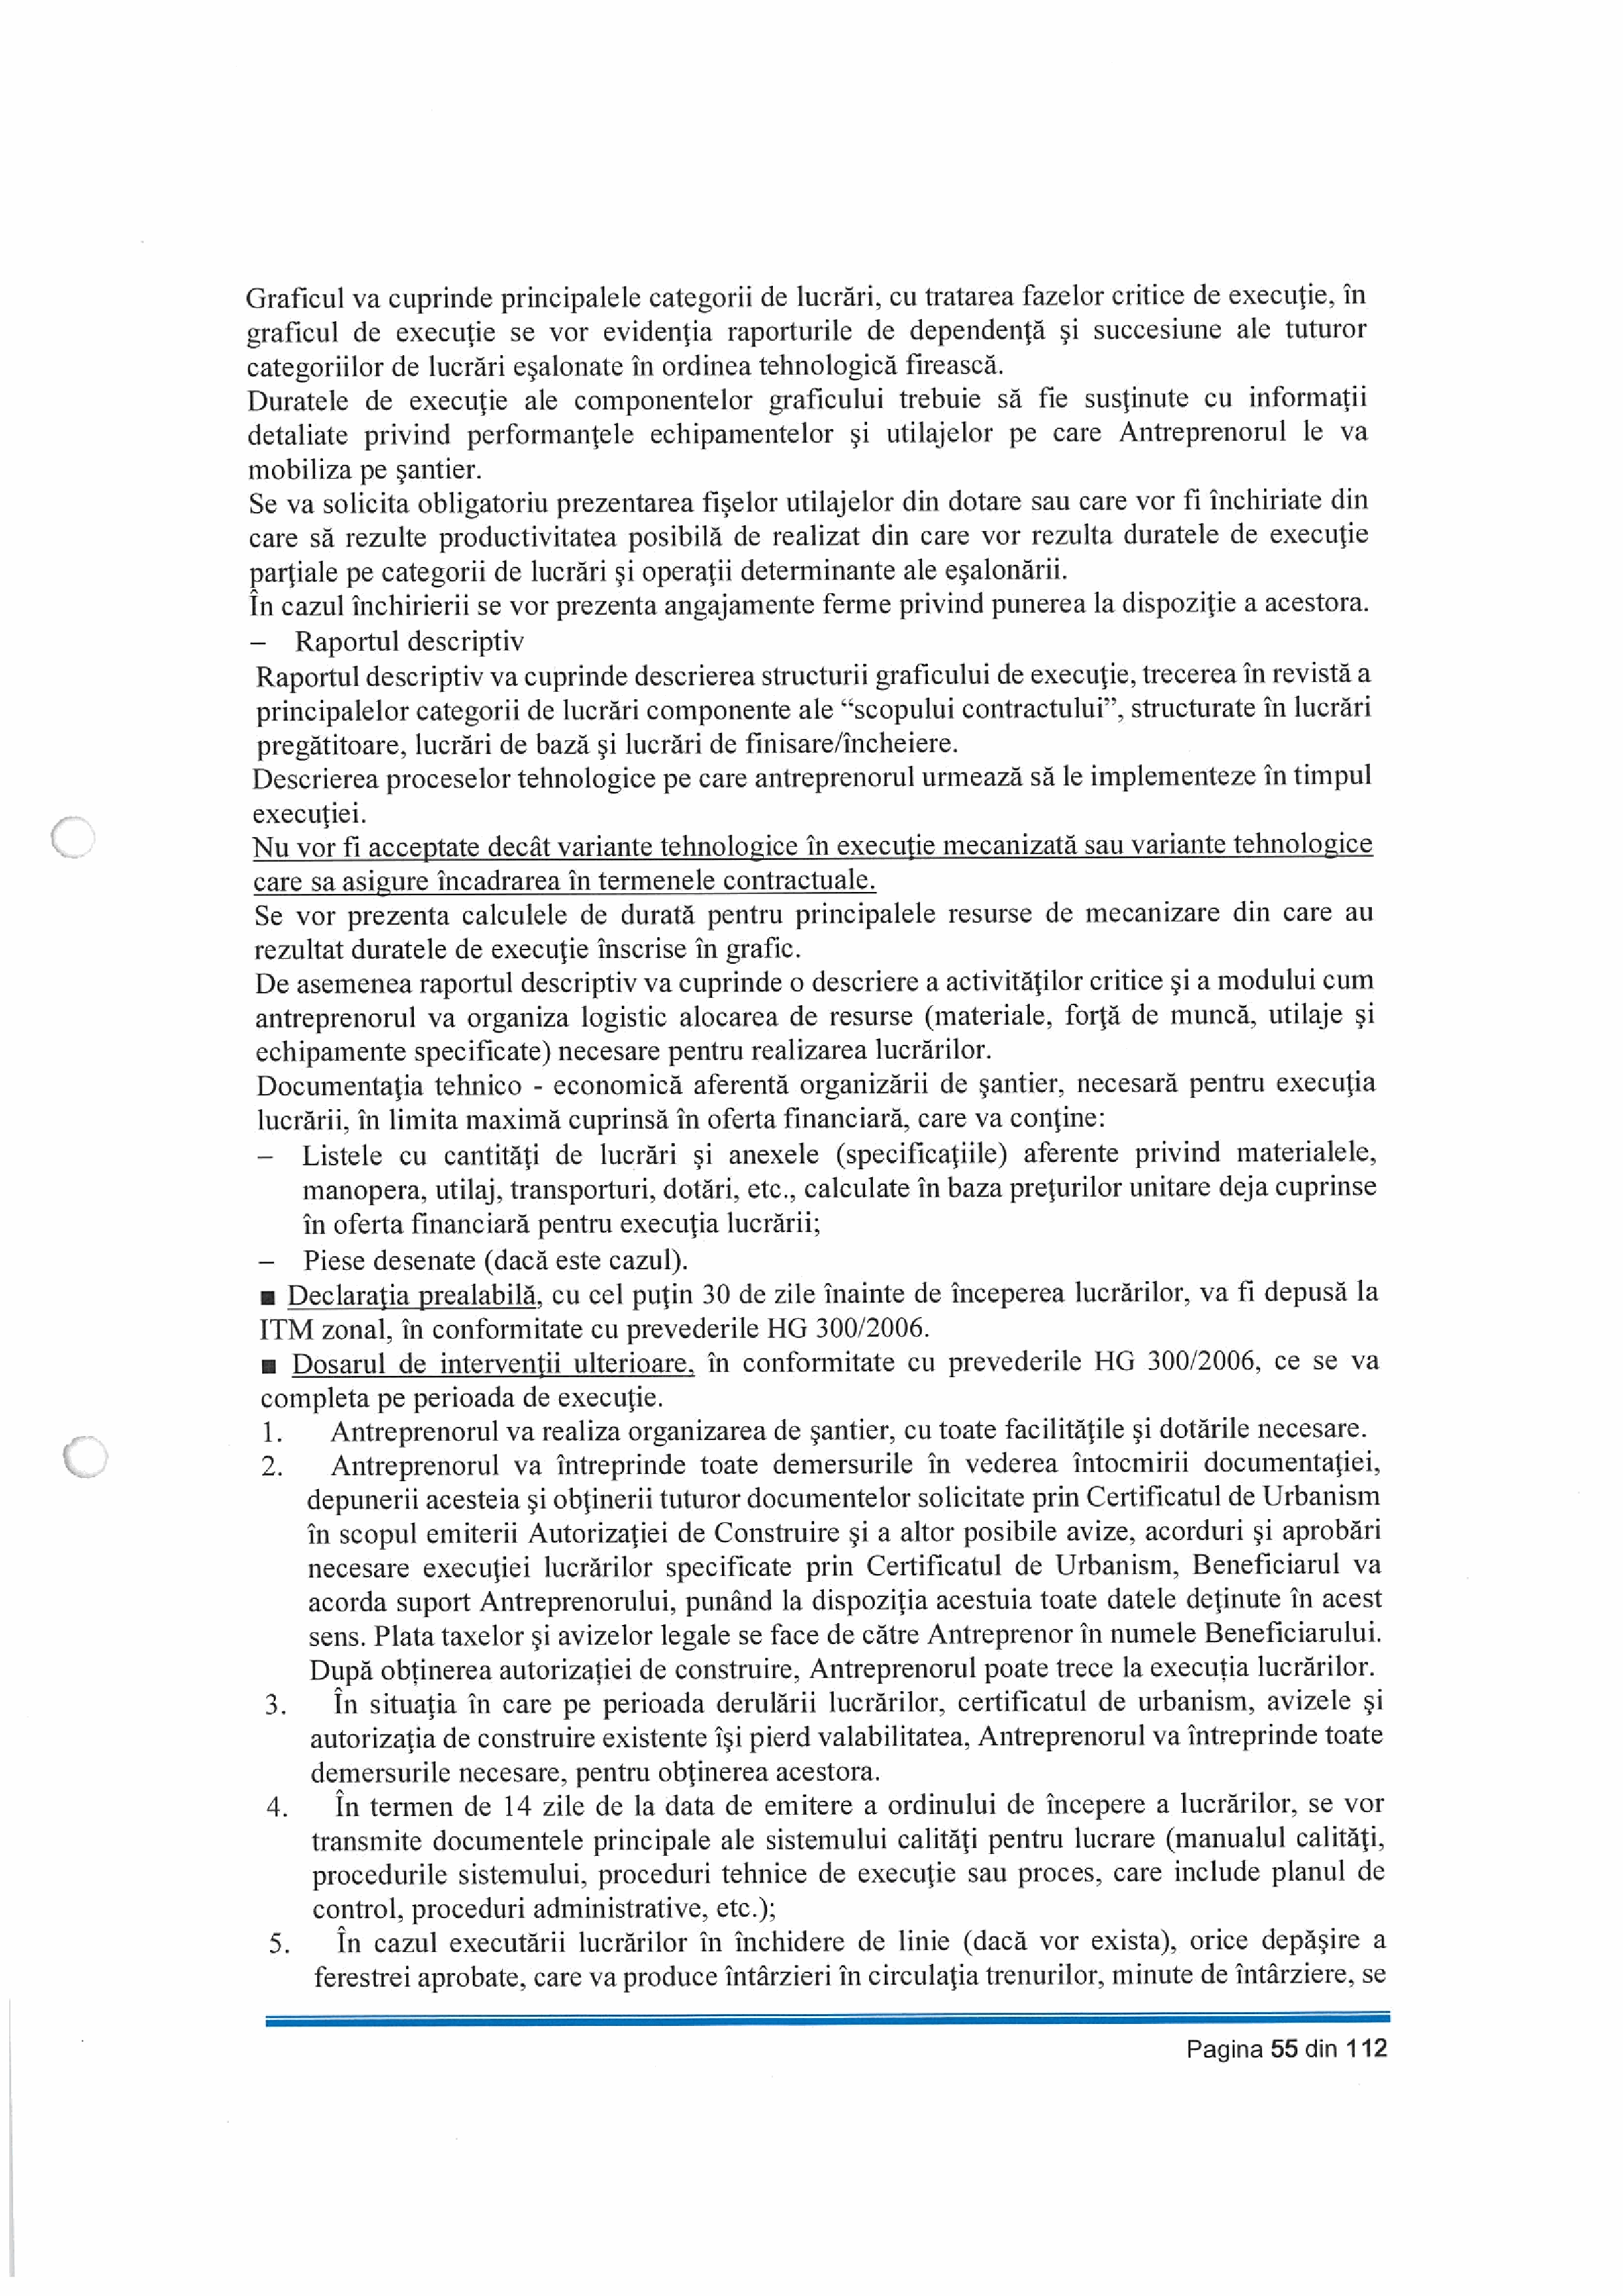 Graficul va cuprinde principalele categorii de lucrări, cu tratarea fazelor critice de execuţie, în
graficul de execuţie se vor evidenţia raporturile de dependenţă şi succesiune ale tuturor
categoriilor de lucrări eşalonate în ordinea tehnologică firească.
Duratele de execuţie ale componentelor graficului trebuie să fie susţinute cu informaţii
detaliate privind performanţele echipamentelor şi utilajelor pe care Antreprenorul le va
mobiliza pe şantier.
Se va solicita obligatoriu prezentarea fişelor utilajelor din dotare sau care vor fi închiriate din
care să rezulte productivitatea posibilă de realizat din care vor rezulta duratele de execuţie
parţiale pe categorii de lucrări şi operaţii determinante ale eşalonării.
În cazul închirierii se vor prezenta angajamente ferme privind punerea la dispoziţie a acestora.
– Raportul descriptiv
Raportul descriptiv va cuprinde descrierea structurii graficului de execuţie, trecerea în revistă a
principalelor categorii de lucrări componente ale “scopului contractului”, structurate în lucrări
pregătitoare, lucrări de bază şi lucrări de finisare/încheiere.
Descrierea proceselor tehnologice pe care antreprenorul urmează să le implementeze în timpul
execuţiei.
Nu vor fi acceptate decât variante tehnologice în execuţie mecanizată sau variante tehnologice
care sa asigure încadrarea în termenele contractuale.
Se vor prezenta calculele de durată pentru principalele resurse de mecanizare din care au
rezultat duratele de execuţie înscrise în grafic.
De asemenea raportul descriptiv va cuprinde o descriere a activităţilor critice şi a modului cum
antreprenorul va organiza logistic alocarea de resurse (materiale, forţă de muncă, utilaje şi
echipamente specificate) necesare pentru realizarea lucrărilor.
Documentaţia tehnico - economică aferentă organizării de şantier, necesară pentru execuţia
lucrării, în limita maximă cuprinsă în oferta financiară, care va conţine:
– Listele cu cantităţi de lucrări şi anexele (specificaţiile) aferente privind materialele,
manopera, utilaj, transporturi, dotări, etc., calculate în baza preţurilor unitare deja cuprinse
în oferta financiară pentru execuţia lucrării;
– Piese desenate (dacă este cazul).
■ Declaraţia prealabilă, cu cel puţin 30 de zile înainte de începerea lucrărilor, va fi depusă la
ITM zonal, în conformitate cu prevederile HG 300/2006.
■ Dosarul de intervenţii ulterioare, în conformitate cu prevederile HG 300/2006, ce se va
completa pe perioada de execuţie.
1. Antreprenorul va realiza organizarea de şantier, cu toate facilităţile şi dotările necesare.
2. Antreprenorul va întreprinde toate demersurile în vederea întocmirii documentaţiei,
depunerii acesteia şi obţinerii tuturor documentelor solicitate prin Certificatul de Urbanism
în scopul emiterii Autorizaţiei de Construire şi a altor posibile avize, acorduri şi aprobări
necesare execuţiei lucrărilor specificate prin Certificatul de Urbanism, Beneficiarul va
acorda suport Antreprenorului, punând la dispoziţia acestuia toate datele deţinute în acest
sens. Plata taxelor şi avizelor legale se face de către Antreprenor în numele Beneficiarului.
După obținerea autorizației de construire, Antreprenorul poate trece la execuția lucrărilor.
3. În situaţia în care pe perioada derulării lucrărilor, certificatul de urbanism, avizele şi
autorizaţia de construire existente îşi pierd valabilitatea, Antreprenorul va întreprinde toate
demersurile necesare, pentru obţinerea acestora.
4. În termen de 14 zile de la data de emitere a ordinului de începere a lucrărilor, se vor
transmite documentele principale ale sistemului calităţi pentru lucrare (manualul calităţi,
procedurile sistemului, proceduri tehnice de execuţie sau proces, care include planul de
control, proceduri administrative, etc.);
5. În cazul executării lucrărilor în închidere de linie (dacă vor exista), orice depăşire a
ferestrei aprobate, care va produce întârzieri în circulaţia trenurilor, minute de întârziere, se
Pagina 55 din 112